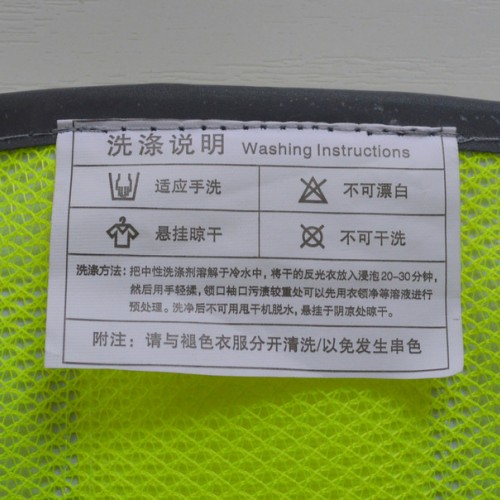 洗涤说明 Washing Instructions
适应手洗 不可漂白
悬挂晾干 不可干洗
洗涤方法：把中性洗涤剂溶解于冷水中，将干的反光衣放入浸泡20-30分钟，
然后用手轻揉，领口袖口污渍较重处可以先用衣领净等溶液进行
预处理。洗净后不可用甩干机脱水，悬挂于阴凉处晾干。
附注：请与褪色衣服分开清洗/以免发生串色